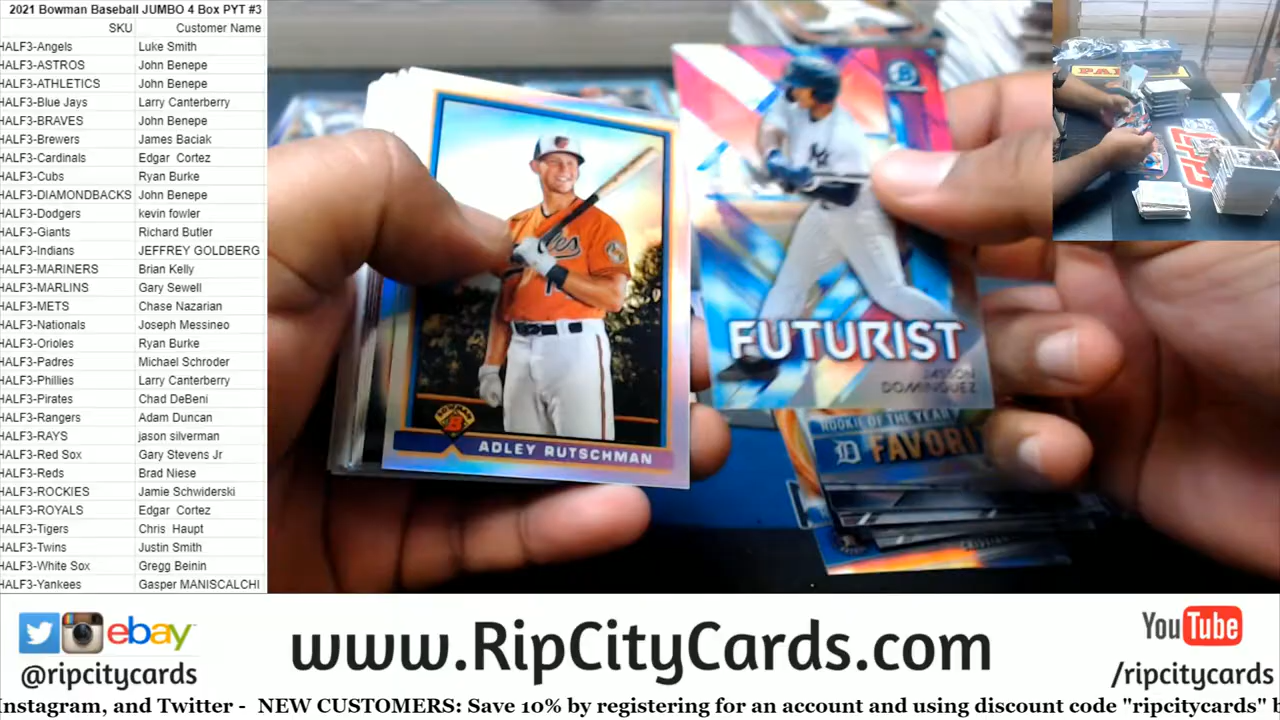 2021 Bowman Baseball JUMBO 4 Box PYT #3
SKU Customer Name
HALF3-Angels Luke Smith
HALF3-ASTROS John Benepe
HALF3-ATHLETICS John Benepe
HALF3-Blue Jays Larry Canterberry
HALF3-BRAVES John Benepe
HALF3-Brewers James Baciak
HALF3-Cardinals Edgar Cortez
HALF3-Cubs Ryan Burke
HALF3-DIAMONDBACKS John Benepe
HALF3-Dodgers kevin fowler
HALF3-Giants Richard Butler
HALF3-Indians JEFFREY GOLDBERG
HALF3-MARINERS Brian Kelly
HALF3-MARLINS Gary Sewell
HALF3-METS Chase Nazarian
HALF3-Nationals Joseph Messineo
HALF3-Orioles Ryan Burke
HALF3-Padres Michael Schroder
HALF3-Phillies Larry Canterberry
HALF3-Pirates Chad DeBeni
HALF3-Rangers Adam Duncan
HALF3-RAYS jason silverman
HALF3-Red Sox Gary Stevens Jr
HALF3-Reds Brad Niese
HALF3-ROCKIES Jamie Schwiderski
HALF3-ROYALS Edgar Cortez
HALF3-Tigers Chris Haupt
HALF3-Twins Justin Smith
HALF3-White Sox Gregg Beinin
HALF3-Yankees Gasper MANISCALCHI
ADLEY RUTSCHMAN
FUTURIST
JASSON
DOMINGUEZ
ROOKIE OF THE YEAR
D FAVORI
ebay
@ripcitycards
www.RipCityCards.com
YouTube
/ripcitycards
Instagram, and Twitter - NEW CUSTOMERS: Save 10% by registering for an account and using discount code "ripcitycards" b